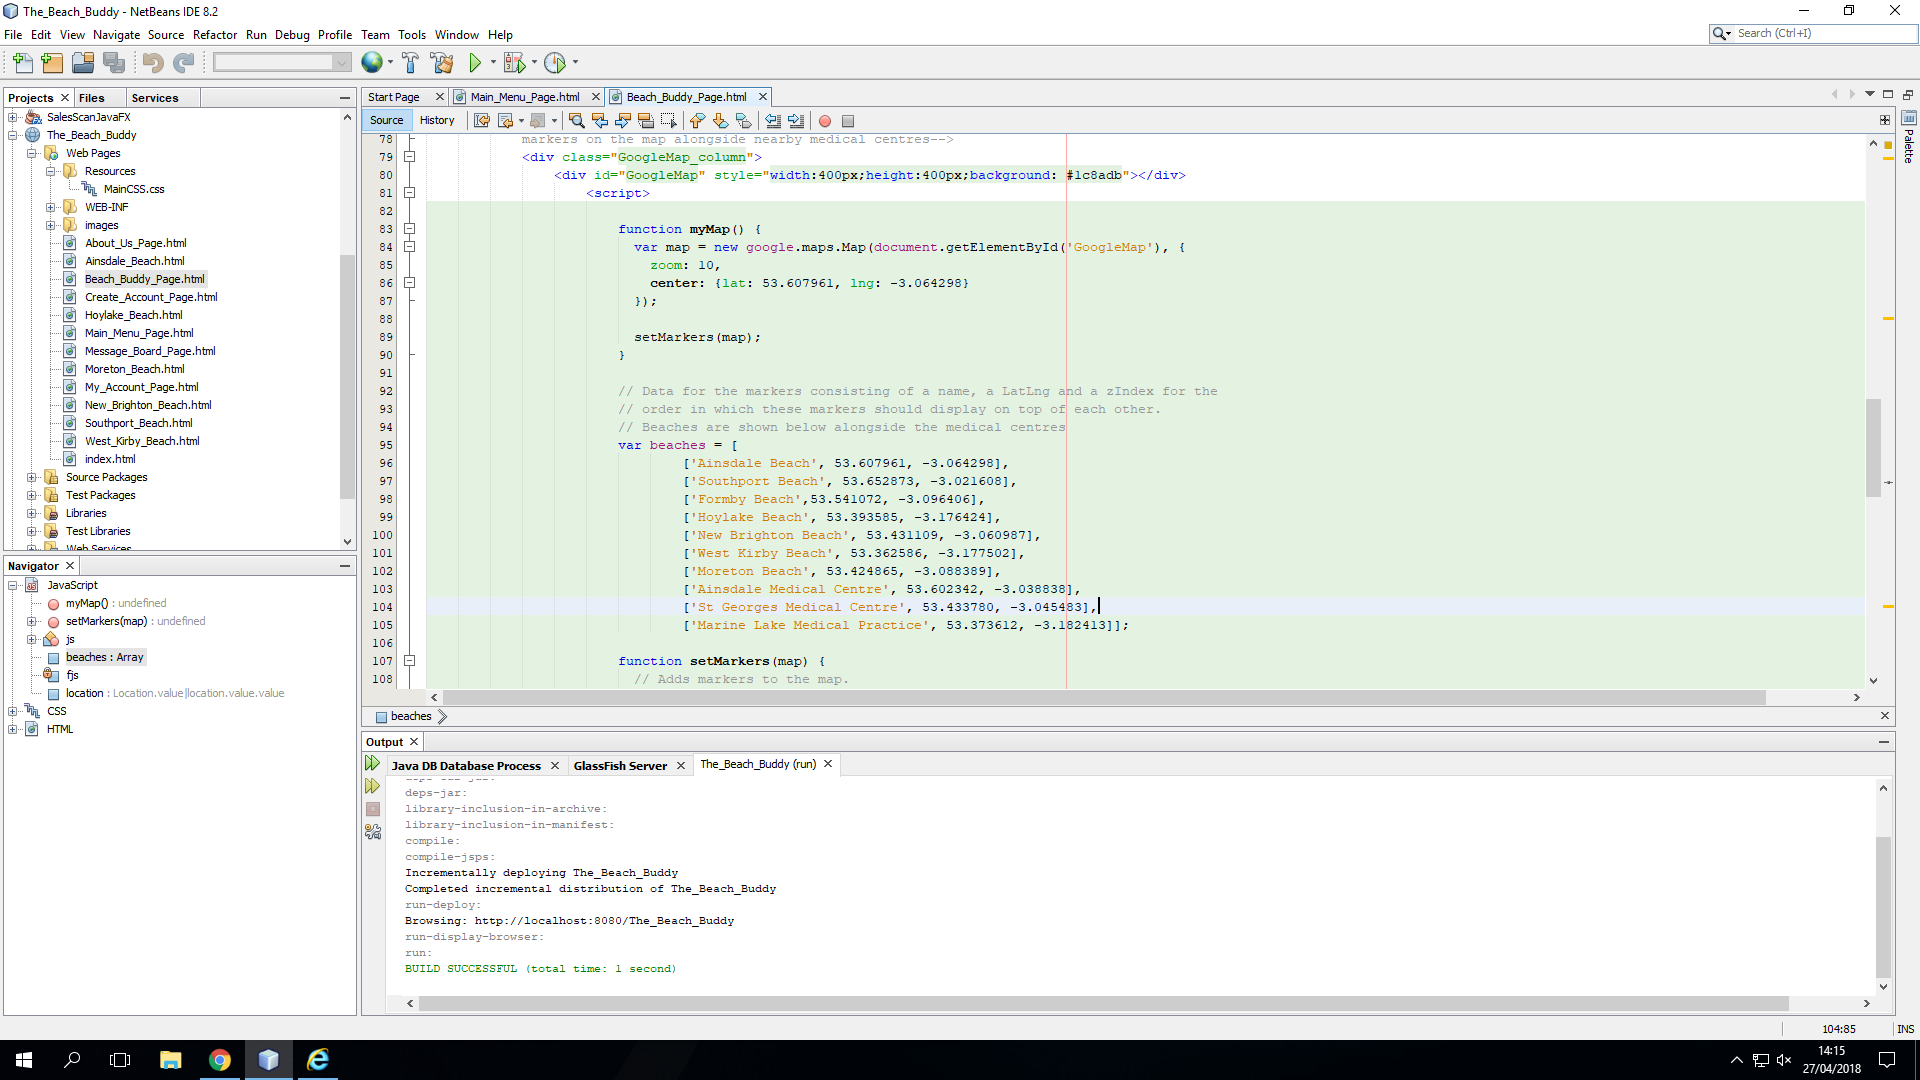 The_Beach_Buddy - NetBeans IDE 8.2
File Edit View Navigate Source Refactor Run Debug Profile Team Tools Window Help
Search (Ctrl+I)
Projects Files Services
SalesScanJavaFX
The_Beach_Buddy
Web Pages
Resources
MainCSS.css
WEB-INF
images
About_Us_Page.html
Ainsdale_Beach.html
Beach_Buddy_Page.html
Create_Account_Page.html
Hoylake_Beach.html
Main_Menu_Page.html
Message_Board_Page.html
Moreton_Beach.html
My_Account_Page.html
New_Brighton_Beach.html
Southport_Beach.html
West_Kirby_Beach.html
index.html
Source Packages
Test Packages
Libraries
Test Libraries
Web Services
Navigator
JavaScript
myMap() : undefined
setMarkers(map) : undefined
js
beaches : Array
fjs
location : Location.value|location.value.value
CSS
HTML
Start Page Main_Menu_Page.html Beach_Buddy_Page.html
Source History
Palette
78 markers on the map alongside nearby medical centres-->
79 <div class="GoogleMap_column">
80 <div id="GoogleMap" style="width:400px;height:400px;background: #1c8adb"></div>
81 <script>
82
83 function myMap() {
84 var map = new google.maps.Map(document.getElementById('GoogleMap'), {
85 zoom: 10,
86 center: {lat: 53.607961, lng: -3.064298}
87 });
88
89 setMarkers(map);
90 }
91
92 // Data for the markers consisting of a name, a LatLng and a zIndex for the
93 // order in which these markers should display on top of each other.
94 // Beaches are shown below alongside the medical centres
95 var beaches = [
96 ['Ainsdale Beach', 53.607961, -3.064298],
97 ['Southport Beach', 53.652873, -3.021608],
98 ['Formby Beach',53.541072, -3.096406],
99 ['Hoylake Beach', 53.393585, -3.176424],
100 ['New Brighton Beach', 53.431109, -3.060987],
101 ['West Kirby Beach', 53.362586, -3.177502],
102 ['Moreton Beach', 53.424865, -3.088389],
103 ['Ainsdale Medical Centre', 53.602342, -3.038838],
104 ['St Georges Medical Centre', 53.433780, -3.045483],
105 ['Marine Lake Medical Practice', 53.373612, -3.182413]];
106
107 function setMarkers(map) {
108 // Adds markers to the map.
beaches
Output
Java DB Database Process GlassFish Server The_Beach_Buddy (run)
deps-jar:
library-inclusion-in-archive:
library-inclusion-in-manifest:
compile:
compile-jsps:
Incrementally deploying The_Beach_Buddy
Completed incremental distribution of The_Beach_Buddy
run-deploy:
Browsing: http://localhost:8080/The_Beach_Buddy
run-display-browser:
run:
BUILD SUCCESSFUL (total time: 1 second)
104:85 INS
14:15
27/04/2018